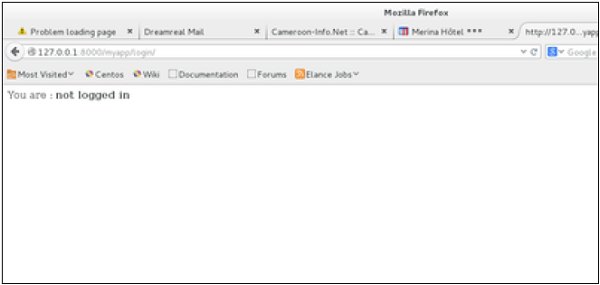 Mozilla Firefox
Problem loading page × Dreamreal Mail × Cameroon-Info.Net :: Ca... × Merina Hôtel *** × http://127.0...yapp
127.0.0.1:8000/myapp/login/ Google
Most Visited Centos Wiki Documentation Forums Elance Jobs
You are : not logged in